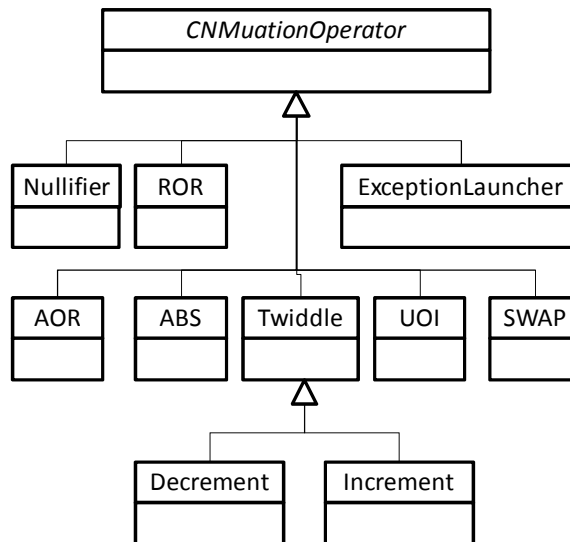 CNMuationOperator
Nullifier ROR ExceptionLauncher
AOR ABS Twiddle UOI SWAP
Decrement Increment